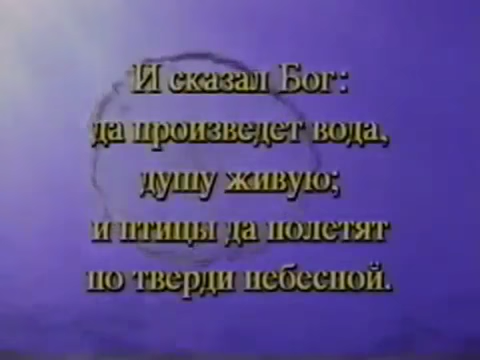 И сказал Бог:
да произведет вода,
душу живую;
и птицы да полетят
по тверди небесной.